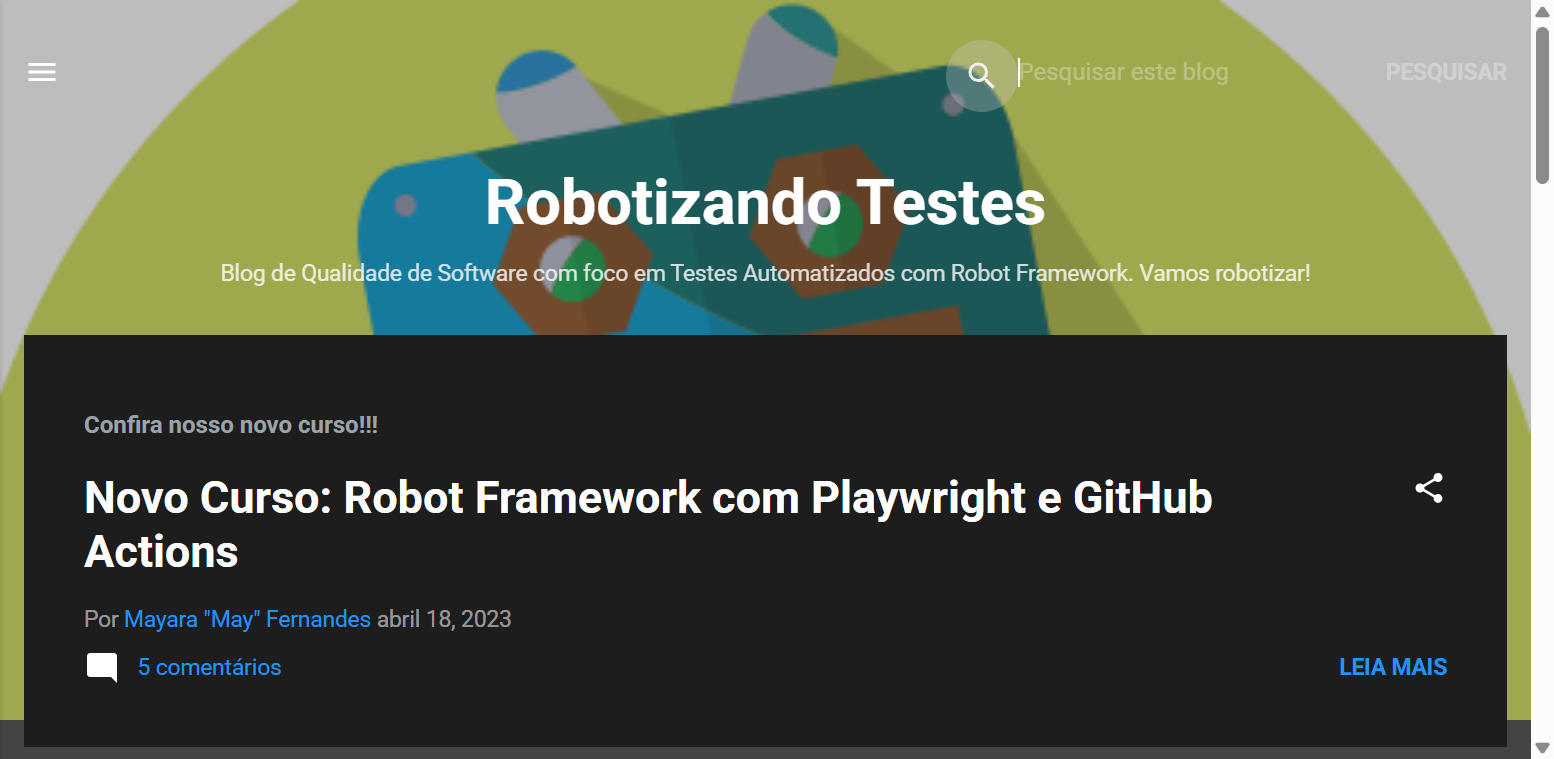 Pesquisar este blog
PESQUISAR
Robotizando Testes
Blog de Qualidade de Software com foco em Testes Automatizados com Robot Framework. Vamos robotizar!
Confira nosso novo curso!!!
Novo Curso: Robot Framework com Playwright e GitHub
Actions
Por Mayara "May" Fernandes abril 18, 2023
5 comentários
LEIA MAIS